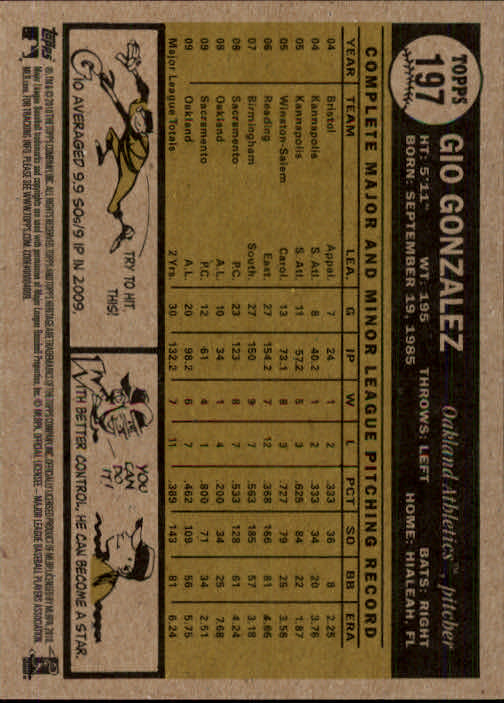 TOPPS
197
GIO GONZALEZ
Oakland Athletics™, pitcher
HT: 5'11" WT: 195 THROWS: LEFT BATS: RIGHT
BORN: SEPTEMBER 19, 1985 HOME: HIALEAH, FL
COMPLETE MAJOR AND MINOR LEAGUE PITCHING RECORD
YEAR TEAM LEA. G IP W L PCT SO BB ERA
04 Bristol Appal. 7 24 1 2 .333 36 8 2.25
04 Kannapolis S. Atl. 8 40.2 1 2 .333 34 20 3.76
05 Kannapolis S. Atl. 11 57.2 5 3 .625 84 22 1.87
05 Winston-Salem Carol. 13 73.1 8 3 .727 79 25 3.56
06 Reading East. 27 154.2 7 12 .368 166 81 4.66
07 Birmingham South. 27 150 9 7 .563 185 57 3.18
08 Sacramento P.C. 23 123 8 7 .533 128 61 4.24
08 Oakland A.L. 10 34 1 4 .200 34 25 7.68
09 Sacramento P.C. 12 61 4 1 .800 71 34 2.51
09 Oakland A.L. 20 98.2 6 7 .462 109 56 5.75
Major League Totals 2 Yrs. 30 132.2 7 11 .389 143 81 6.24
TRY TO HIT
THIS!
GIO AVERAGED 9.9 SOs/9 IP IN 2009.
YOU
CAN
DO
IT!
WITH BETTER CONTROL, HE CAN BECOME A STAR.
Topps